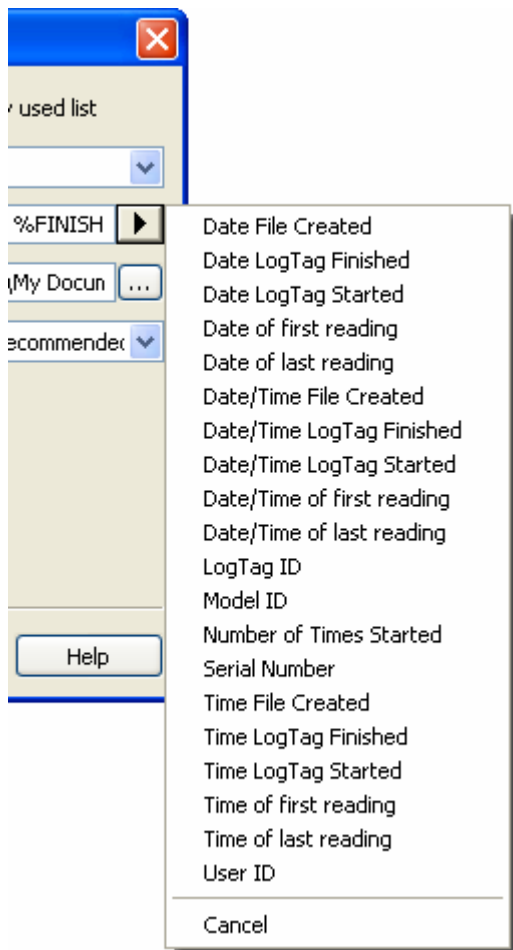 used list
%FINISH
My Docun
...
Help
Date File Created
Date LogTag Finished
Date LogTag Started
Date of first reading
Date of last reading
Date/Time File Created
Date/Time LogTag Finished
Date/Time LogTag Started
Date/Time of first reading
Date/Time of last reading
LogTag ID
Model ID
Number of Times Started
Serial Number
Time File Created
Time LogTag Finished
Time LogTag Started
Time of first reading
Time of last reading
User ID
Cancel